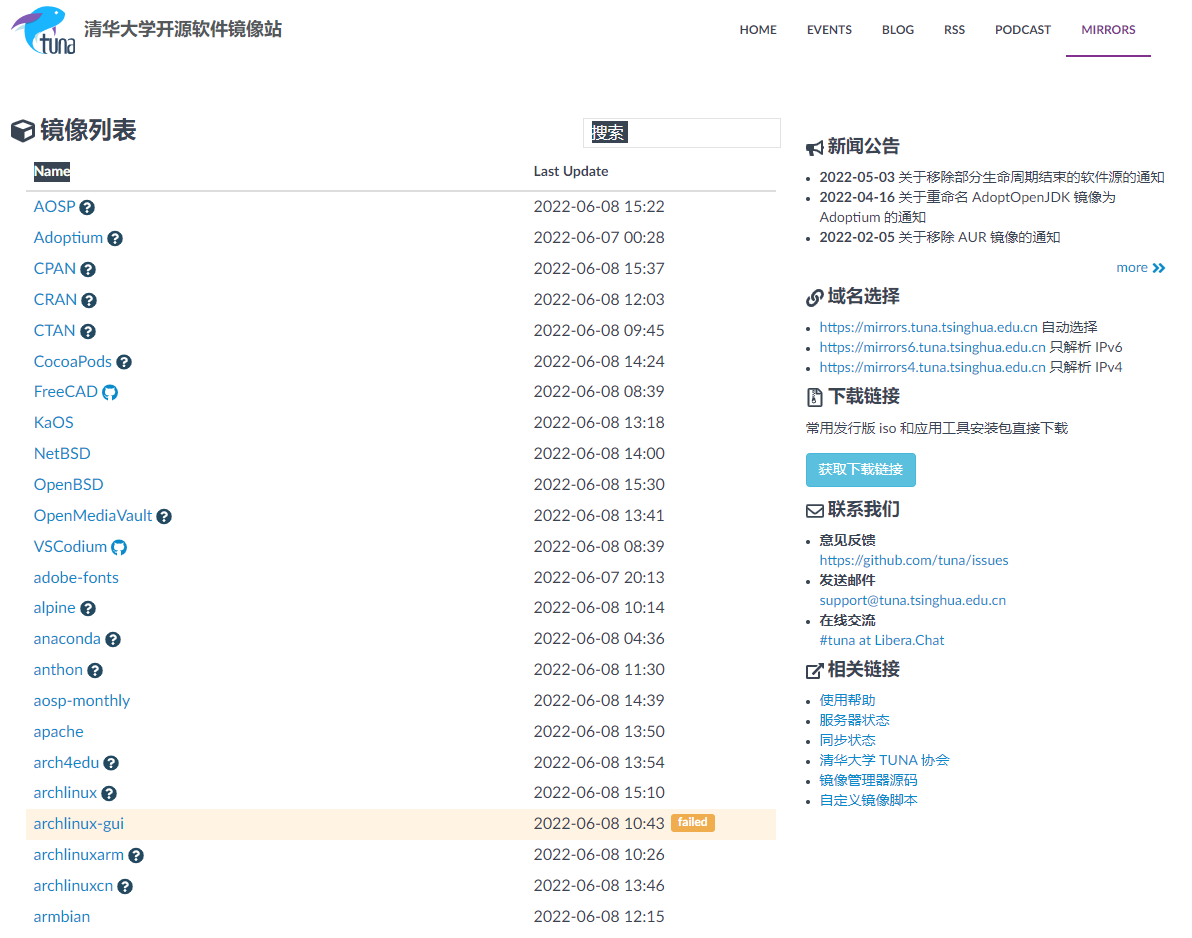 tuna
清华大学开源软件镜像站
HOME EVENTS BLOG RSS PODCAST MIRRORS
镜像列表
搜索
Name Last Update
AOSP 2022-06-08 15:22
Adoptium 2022-06-07 00:28
CPAN 2022-06-08 15:37
CRAN 2022-06-08 12:03
CTAN 2022-06-08 09:45
CocoaPods 2022-06-08 14:24
FreeCAD 2022-06-08 08:39
KaOS 2022-06-08 13:18
NetBSD 2022-06-08 14:00
OpenBSD 2022-06-08 15:30
OpenMediaVault 2022-06-08 13:41
VSCodium 2022-06-08 08:39
adobe-fonts 2022-06-07 20:13
alpine 2022-06-08 10:14
anaconda 2022-06-08 04:36
anthon 2022-06-08 11:30
aosp-monthly 2022-06-08 14:39
apache 2022-06-08 13:50
arch4edu 2022-06-08 13:54
archlinux 2022-06-08 15:10
archlinux-gui 2022-06-08 10:43 failed
archlinuxarm 2022-06-08 10:26
archlinuxcn 2022-06-08 13:46
armbian 2022-06-08 12:15
新闻公告
2022-05-03 关于移除部分生命周期结束的软件源的通知
2022-04-16 关于重命名 AdoptOpenJDK 镜像为
Adoptium 的通知
2022-02-05 关于移除 AUR 镜像的通知
more
域名选择
https://mirrors.tuna.tsinghua.edu.cn 自动选择
https://mirrors6.tuna.tsinghua.edu.cn 只解析 IPv6
https://mirrors4.tuna.tsinghua.edu.cn 只解析 IPv4
下载链接
常用发行版 iso 和应用工具安装包直接下载
获取下载链接
联系我们
意见反馈
https://github.com/tuna/issues
发送邮件
support@tuna.tsinghua.edu.cn
在线交流
#tuna at Libera.Chat
相关链接
使用帮助
服务器状态
同步状态
清华大学 TUNA 协会
镜像管理器源码
自定义镜像脚本